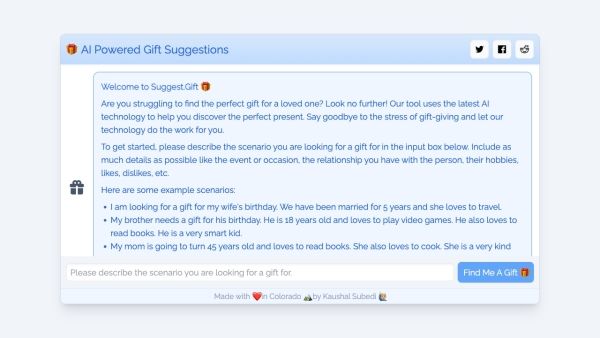 🎁 AI Powered Gift Suggestions
Welcome to Suggest.Gift 🎁
Are you struggling to find the perfect gift for a loved one? Look no further! Our tool uses the latest AI
technology to help you discover the perfect present. Say goodbye to the stress of gift-giving and let our
technology do the work for you.
To get started, please describe the scenario you are looking for a gift for in the input box below. Include as
much details as possible like the event or occasion, the relationship you have with the person, their hobbies,
likes, dislikes, etc.
Here are some example scenarios:
• I am looking for a gift for my wife's birthday. We have been married for 5 years and she loves to travel.
• My brother needs a gift for his birthday. He is 18 years old and loves to play video games. He also loves to
read books. He is a very smart kid.
• My mom is going to turn 45 years old and loves to read books. She also loves to cook. She is a very kind
Please describe the scenario you are looking for a gift for.
Find Me A Gift 🎁
Made with ❤️in Colorado 🏔️by Kaushal Subedi 🙋🏽‍♂️